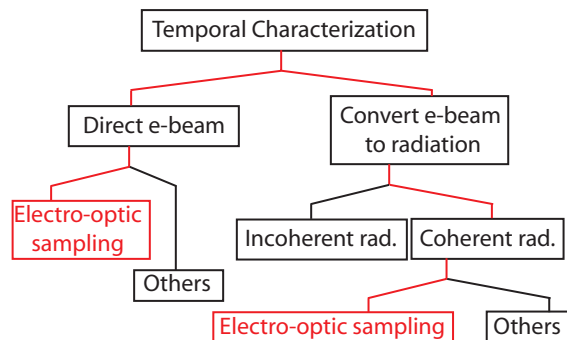 Temporal Characterization
Direct e-beam
Convert e-beam
to radiation
Electro-optic
sampling
Others
Incoherent rad.
Coherent rad.
Electro-optic sampling
Others